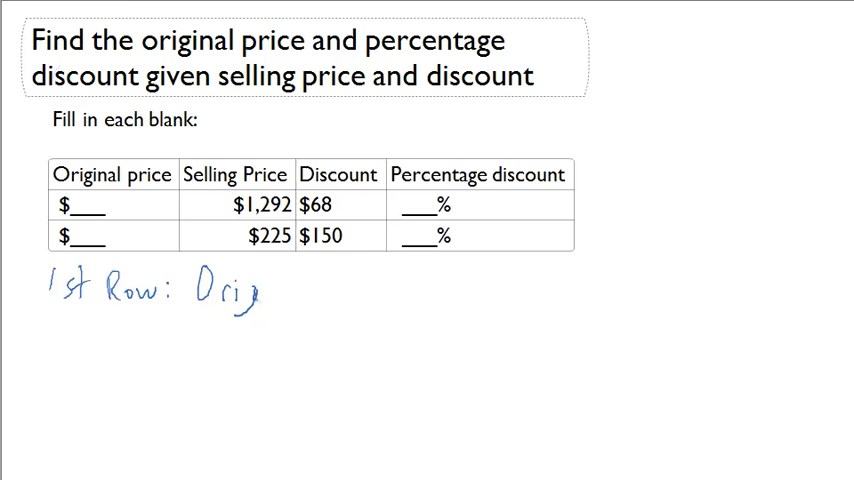 Find the original price and percentage
discount given selling price and discount
Fill in each blank:
Original price Selling Price Discount Percentage discount
$___ $1,292 $68 ___%
$___ $225 $150 ___%
1st Row: Orig